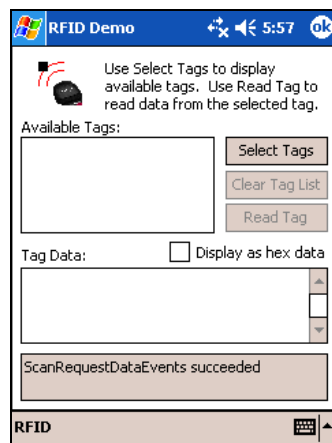 RFID Demo 5:57 ok
Use Select Tags to display
available tags. Use Read Tag to
read data from the selected tag.
Available Tags:
Select Tags
Clear Tag List
Read Tag
Tag Data: Display as hex data
ScanRequestDataEvents succeeded
RFID